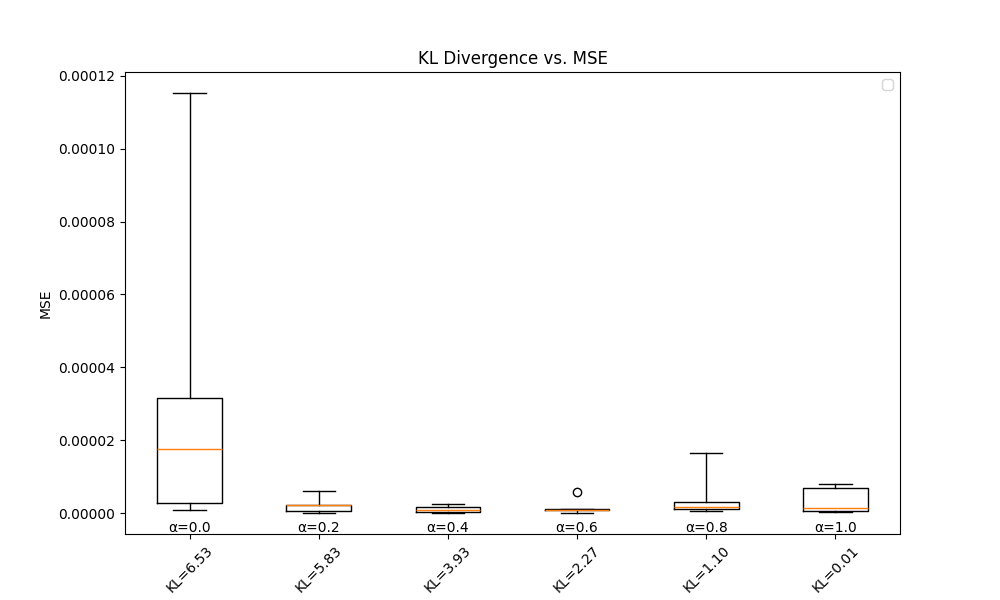 KL Divergence vs. MSE
0.00012
0.00010
0.00008
0.00006
0.00004
0.00002
0.00000
MSE
α=0.0 α=0.2 α=0.4 α=0.6 α=0.8 α=1.0
KL=6.53 KL=5.83 KL=3.93 KL=2.27 KL=1.10 KL=0.01